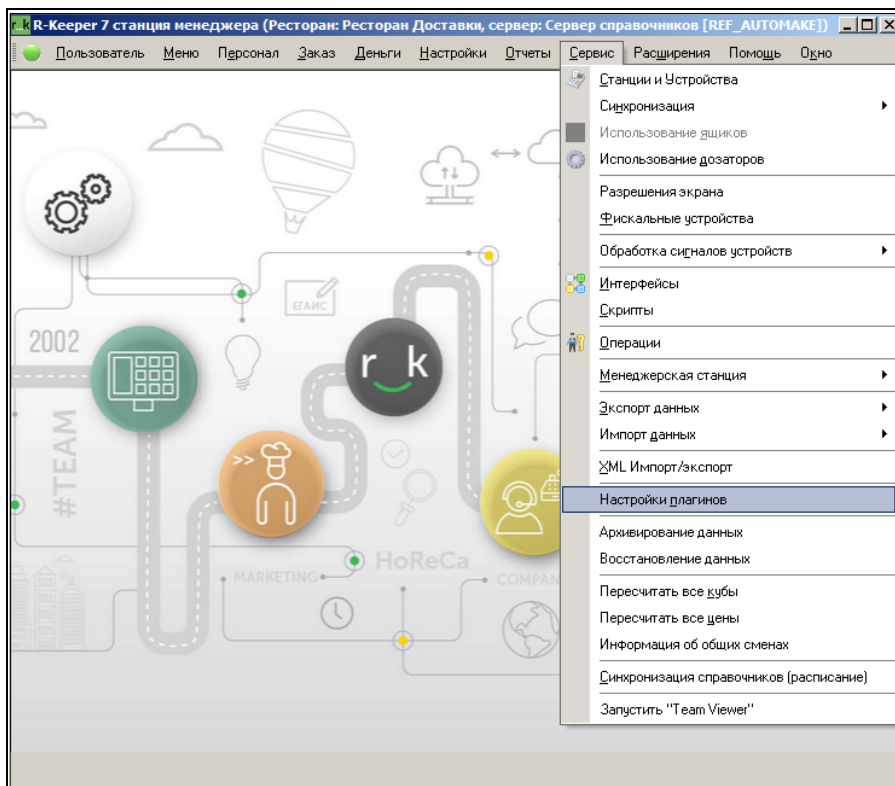 R-Keeper 7 станция менеджера (Ресторан: Ресторан Доставки, сервер: Сервер справочников [REF_AUTOMAKE])
Пользователь Меню Персонал Заказ Деньги Настройки Отчеты Сервис Расширения Помощь Окно
Станции и Устройства
Синхронизация
Использование ящиков
Использование дозаторов
Разрешения экрана
Фискальные устройства
Обработка сигналов устройств
Интерфейсы
Скрипты
Операции
Менеджерская станция
Экспорт данных
Импорт данных
XML Импорт/экспорт
Настройки плагинов
Архивирование данных
Восстановление данных
Пересчитать все кубы
Пересчитать все цены
Информация об общих сменах
Синхронизация справочников (расписание)
Запустить "Team Viewer"
ЕГАИС
2002
r k
#TEAM
>>
HoReCa
MARKETING
COMPAN